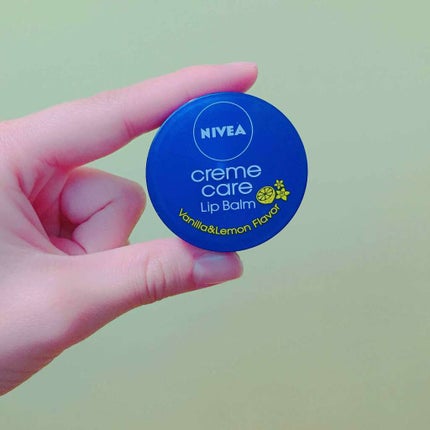 NIVEA
creme
care
Lip Balm
Vanilla&Lemon Flavor